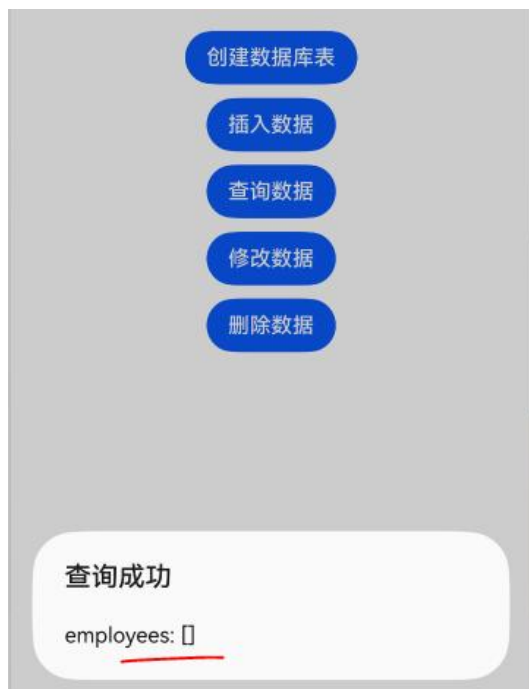 创建数据库表
插入数据
查询数据
修改数据
删除数据
查询成功
employees: []